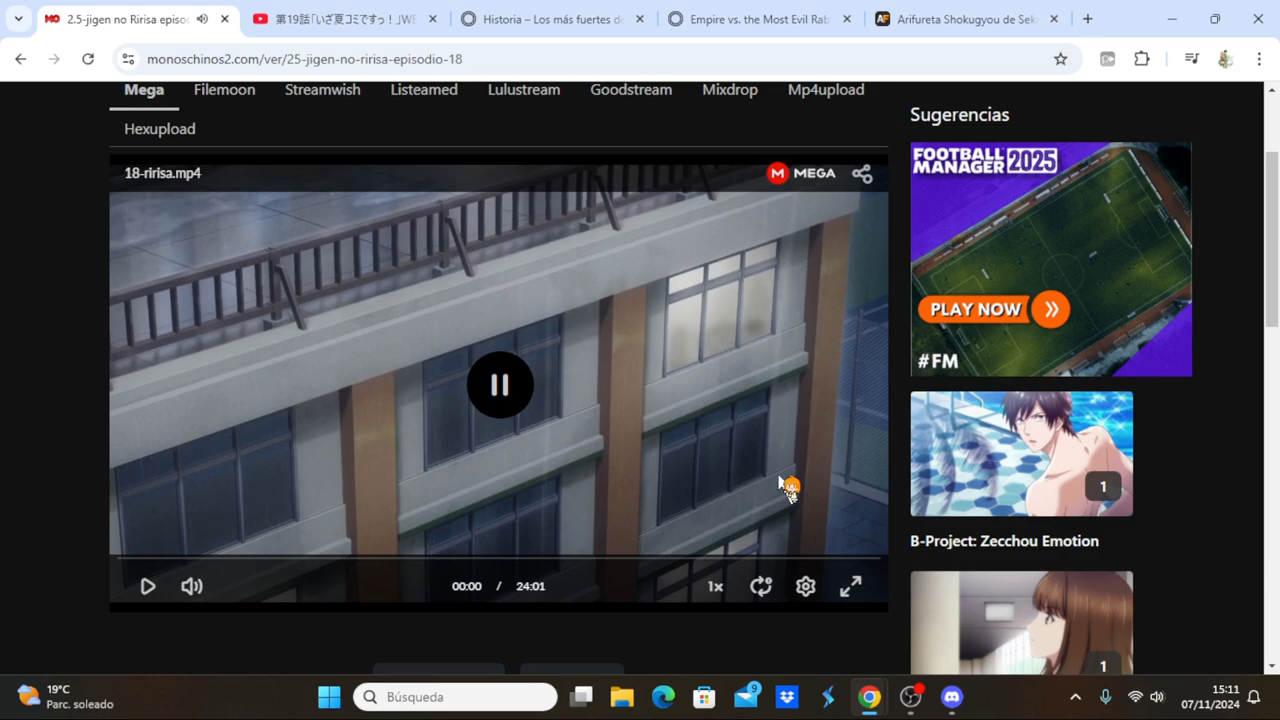 2.5-jigen no Ririsa episod
第19話「いざ夏コミですっ！」WE
Historia – Los más fuertes de
Empire vs. the Most Evil Rab
Arifureta Shokugyou de Sek
monoschinos2.com/ver/25-jigen-no-ririsa-episodio-18
Mega Filemoon Streamwish Listeamed Lulustream Goodstream Mixdrop Mp4upload
Hexupload
18-ririsa.mp4
MEGA
00:00 / 24:01
1x
Sugerencias
FOOTBALL
MANAGER 2025
PLAY NOW
#FM
1
B-Project: Zecchou Emotion
1
19°C
Parc. soleado
Búsqueda
9
15:11
07/11/2024